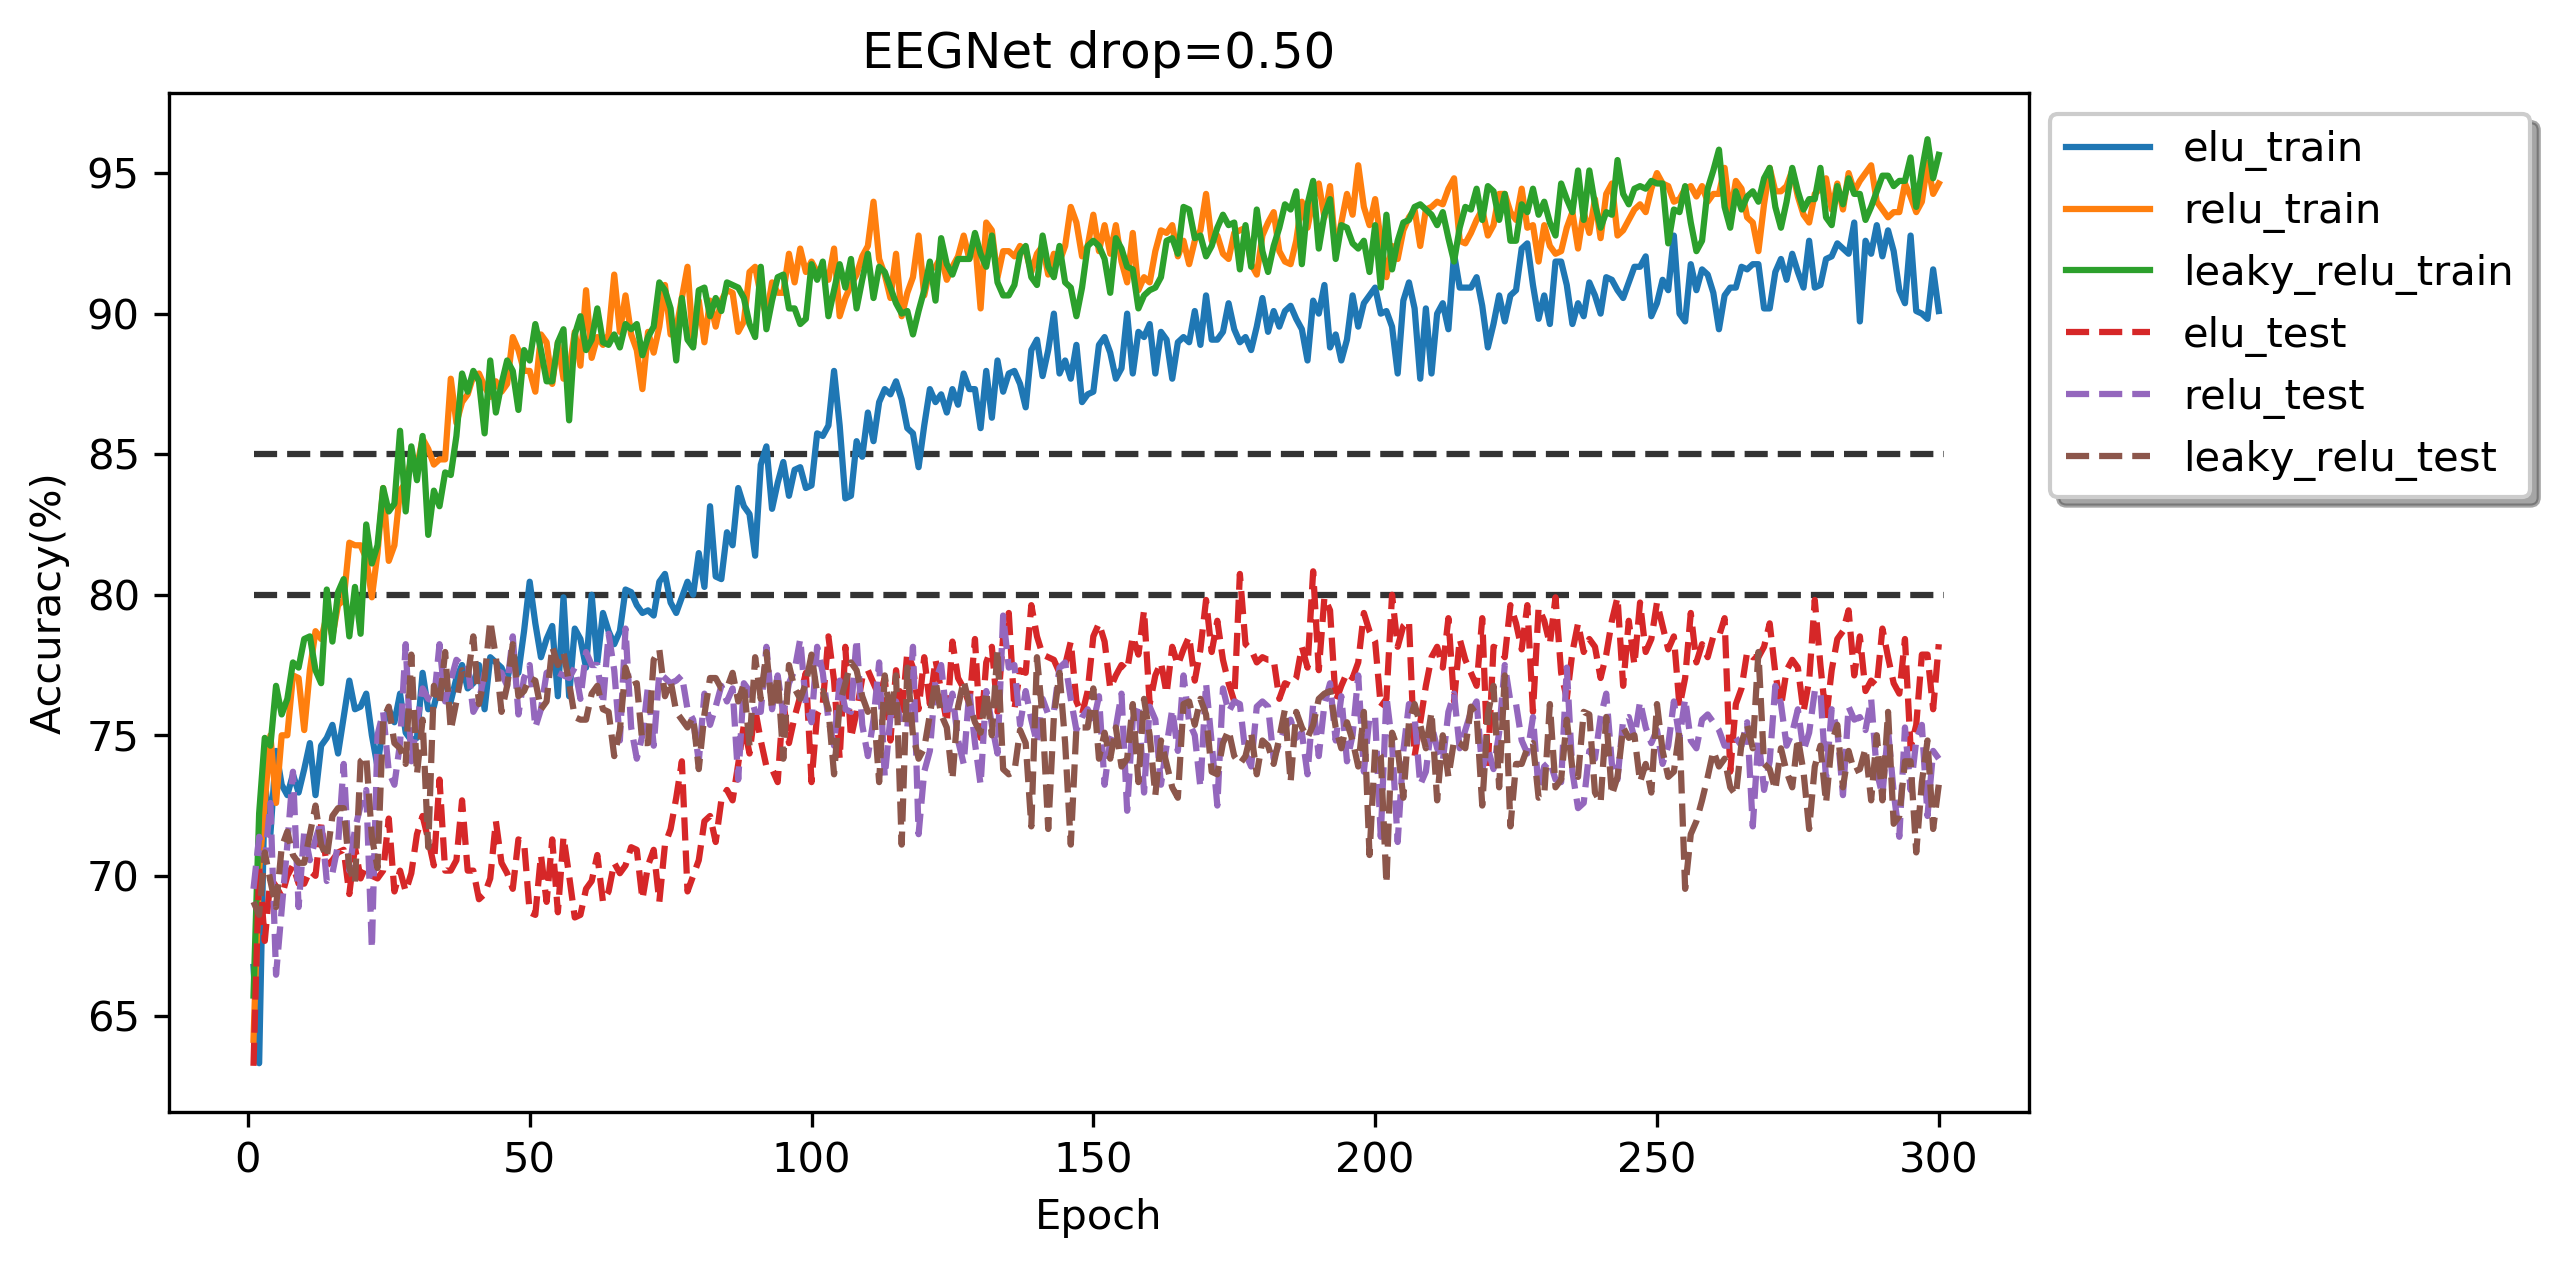 EEGNet drop=0.50
Accuracy(%)
95
90
85
80
75
70
65
0 50 100 150 200 250 300
Epoch
elu_train
relu_train
leaky_relu_train
elu_test
relu_test
leaky_relu_test